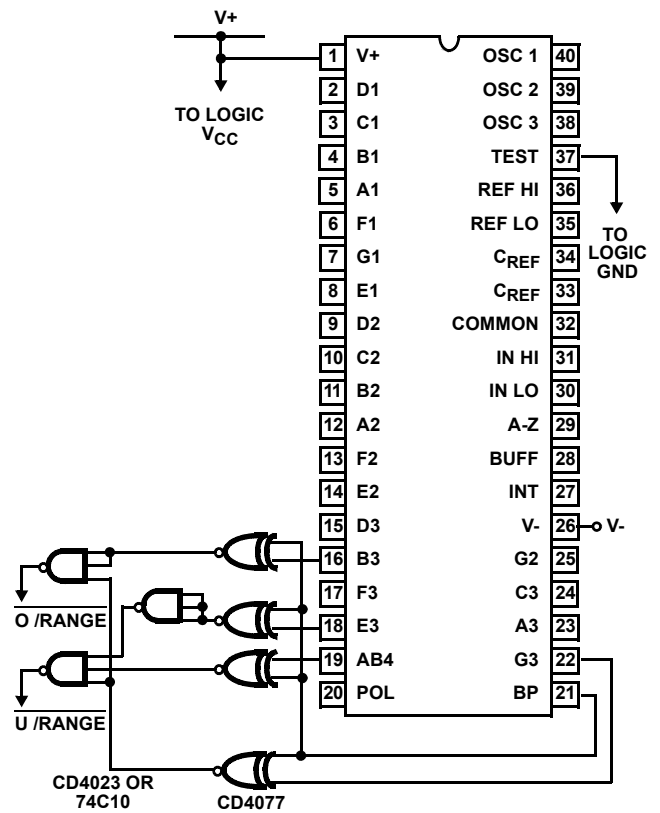 V+
TO LOGIC
VCC
1 V+
2 D1
3 C1
4 B1
5 A1
6 F1
7 G1
8 E1
9 D2
10 C2
11 B2
12 A2
13 F2
14 E2
15 D3
16 B3
17 F3
18 E3
19 AB4
20 POL
OSC 1 40
OSC 2 39
OSC 3 38
TEST 37
REF HI 36
REF LO 35
CREF 34
CREF 33
COMMON 32
IN HI 31
IN LO 30
A-Z 29
BUFF 28
INT 27
V- 26 V-
G2 25
C3 24
A3 23
G3 22
BP 21
TO
LOGIC
GND
O /RANGE
U /RANGE
CD4023 OR
74C10
CD4077